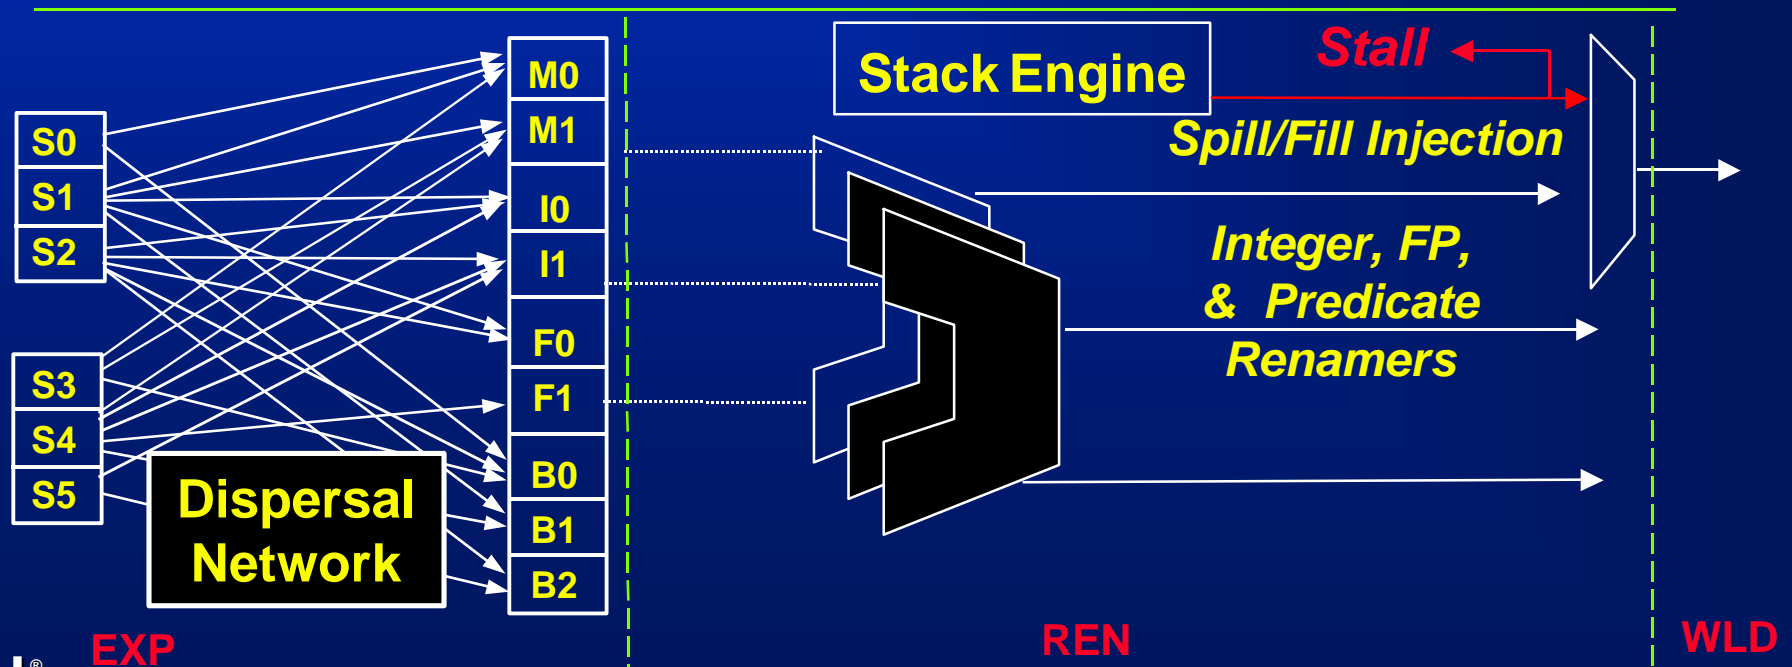 S0
S1
S2
S3
S4
S5
Dispersal
Network
M0
M1
I0
I1
F0
F1
B0
B1
B2
Stack Engine
Stall
Spill/Fill Injection
Integer, FP,
& Predicate
Renamers
EXP
REN
WLD
®